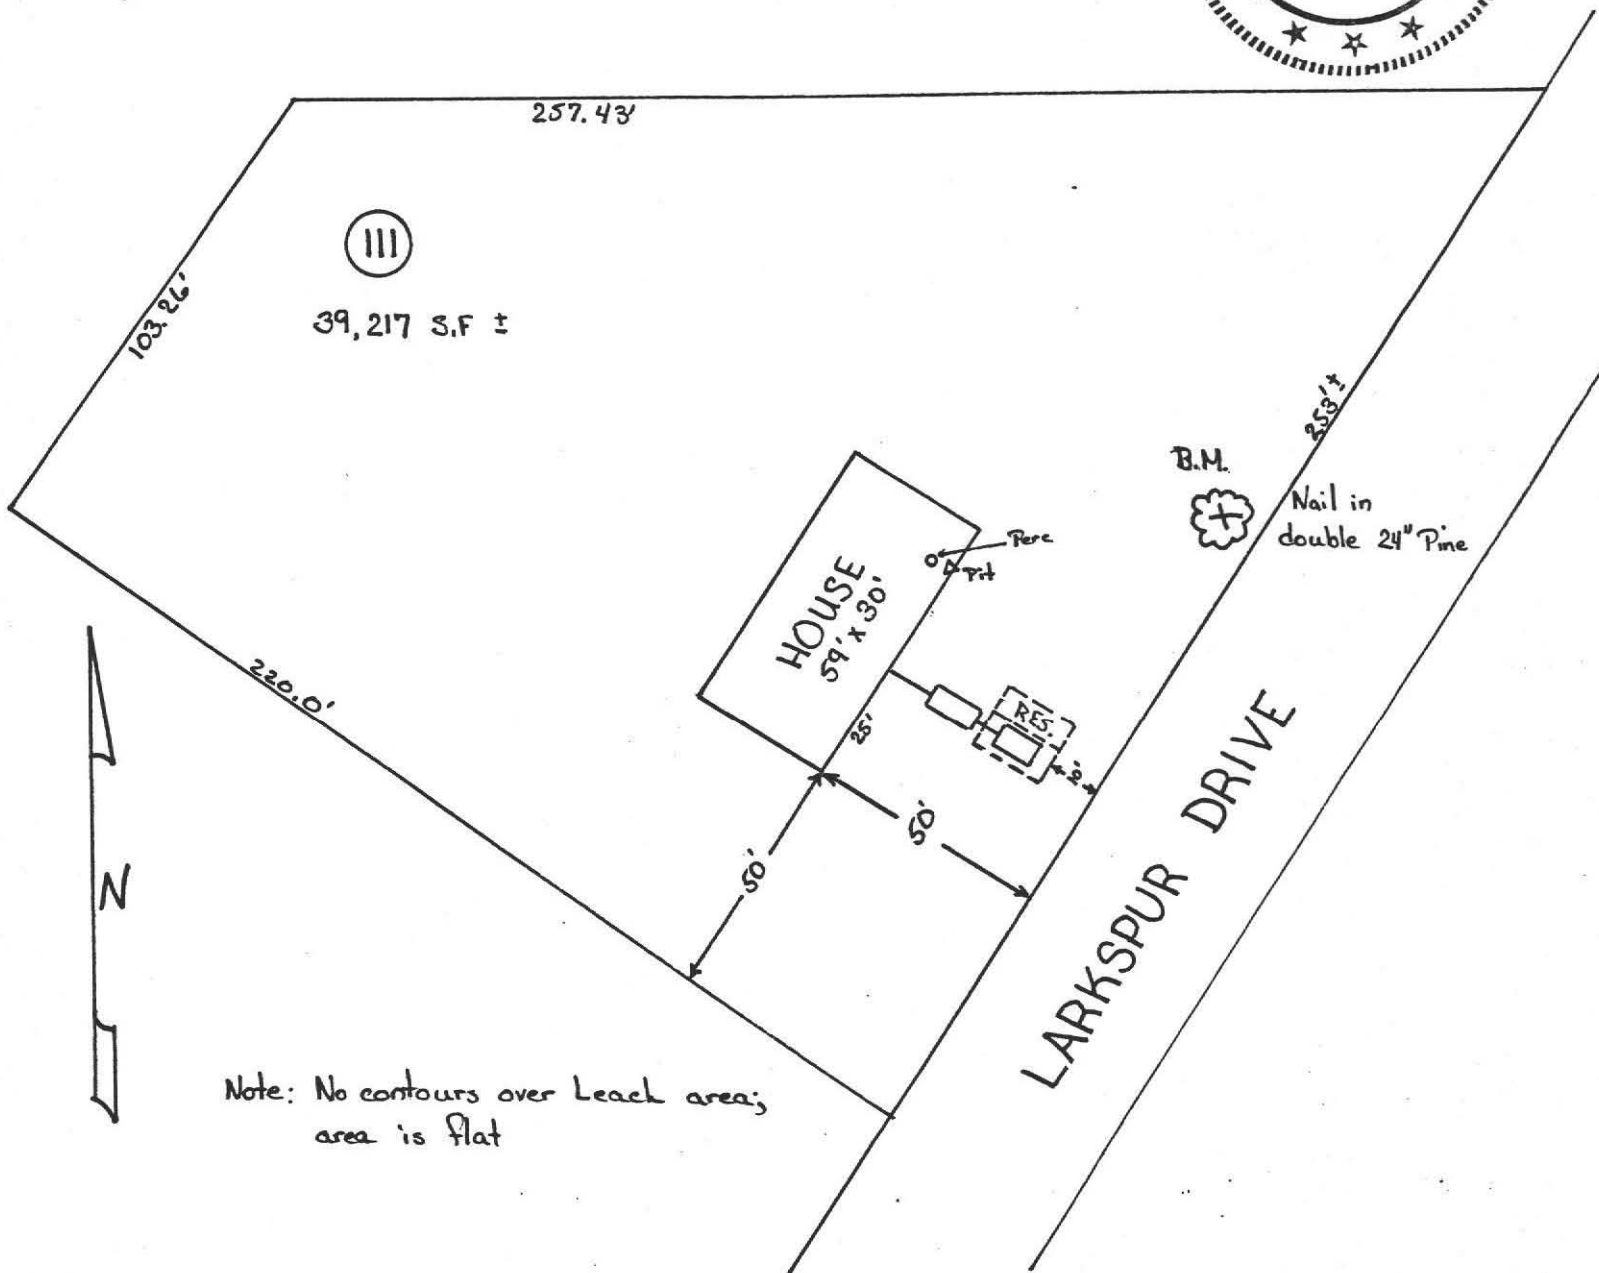 257.43'
III
39,217 S.F ±
103.26'
253'±
B.M.
Nail in
double 24" Pine
Perc
Pit
HOUSE
59' x 30'
RES.
25'
220.0'
50'
50'
LARKSPUR DRIVE
N
Note: No contours over Leach area;
area is flat